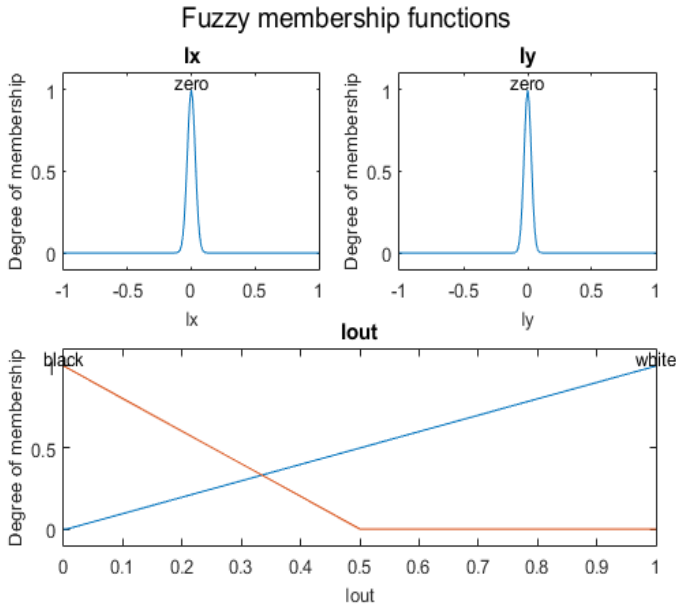 Fuzzy membership functions
Ix
Degree of membership
zero
1
0.5
0
-1 -0.5 0 0.5 1
Ix
Iy
Degree of membership
zero
1
0.5
0
-1 -0.5 0 0.5 1
Iy
Iout
Degree of membership
black
white
1
0.5
0
0 0.1 0.2 0.3 0.4 0.5 0.6 0.7 0.8 0.9 1
Iout